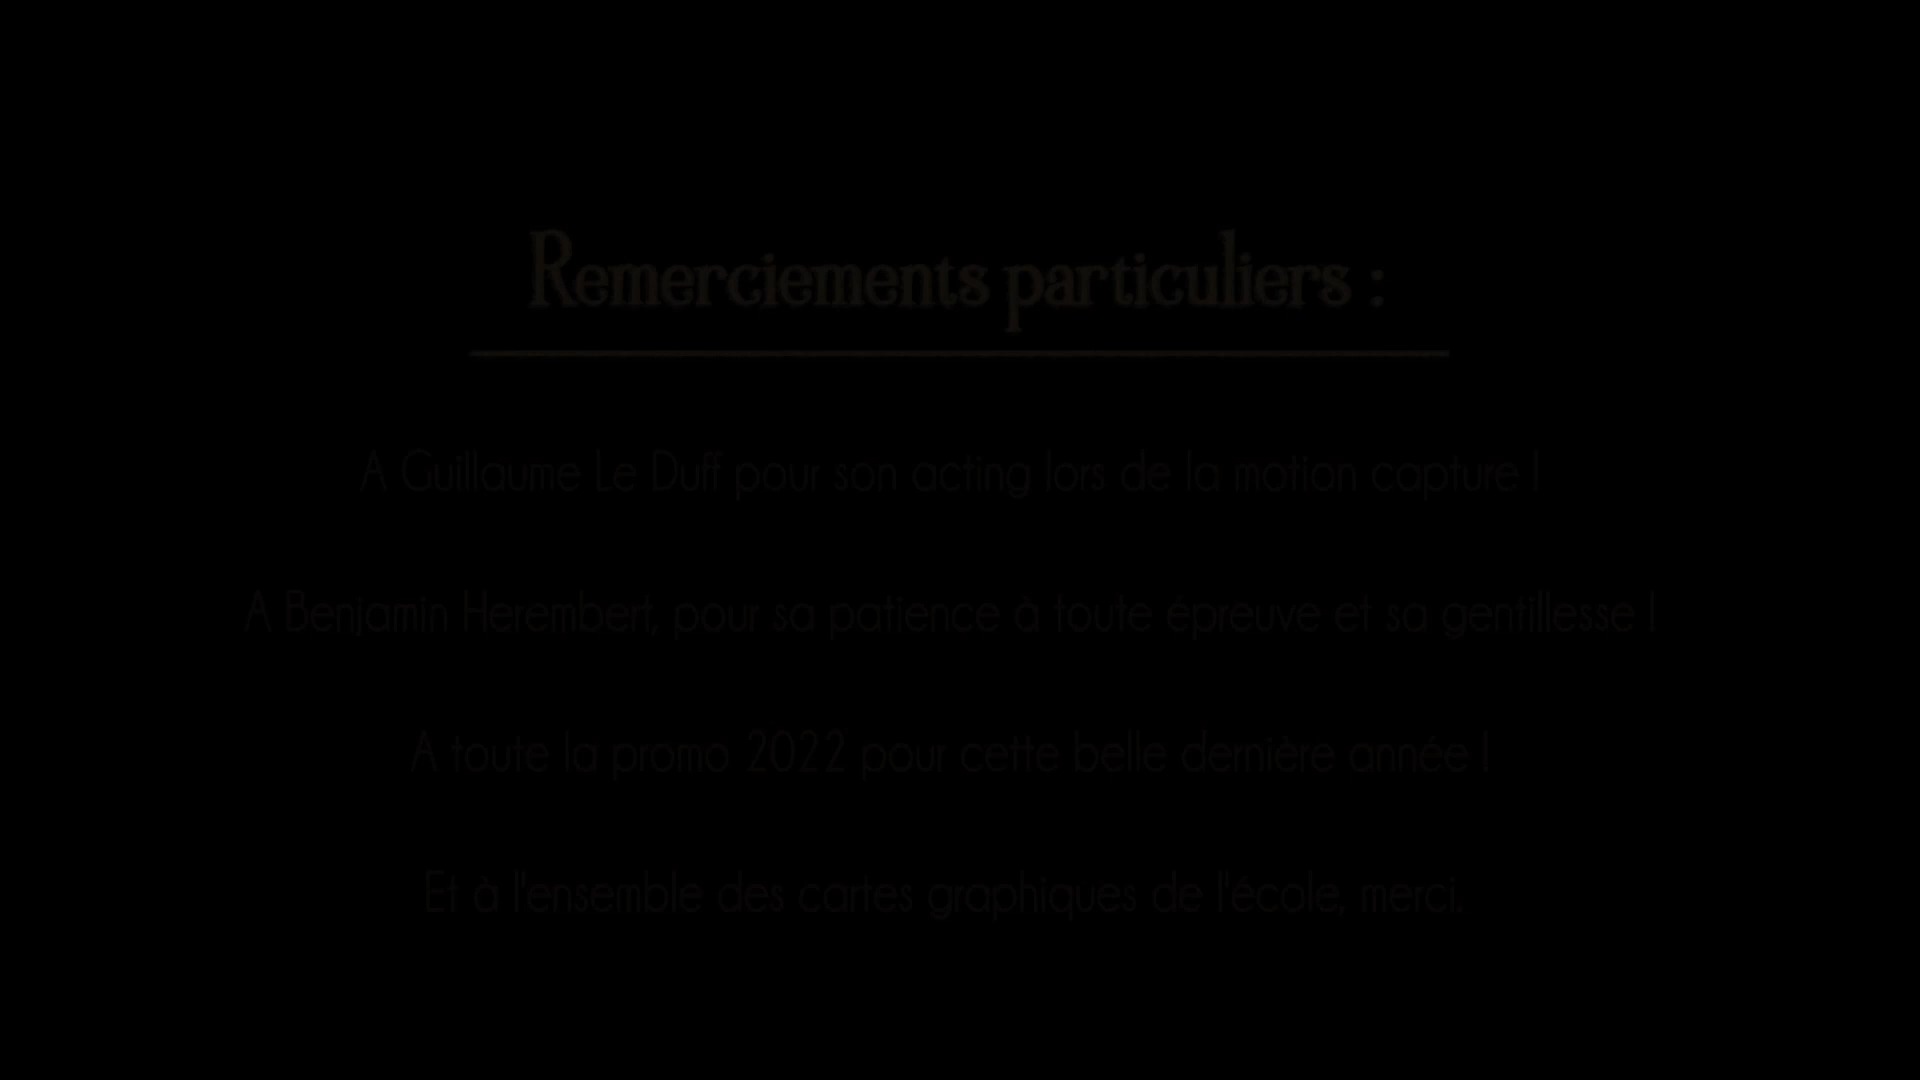 Remerciements particuliers :
A Guillaume Le Duff pour son acting lors de la motion capture !
A Benjamin Herembert, pour sa patience à toute épreuve et sa gentillesse !
A toute la promo 2022 pour cette belle dernière année !
Et à l'ensemble des cartes graphiques de l'école, merci.